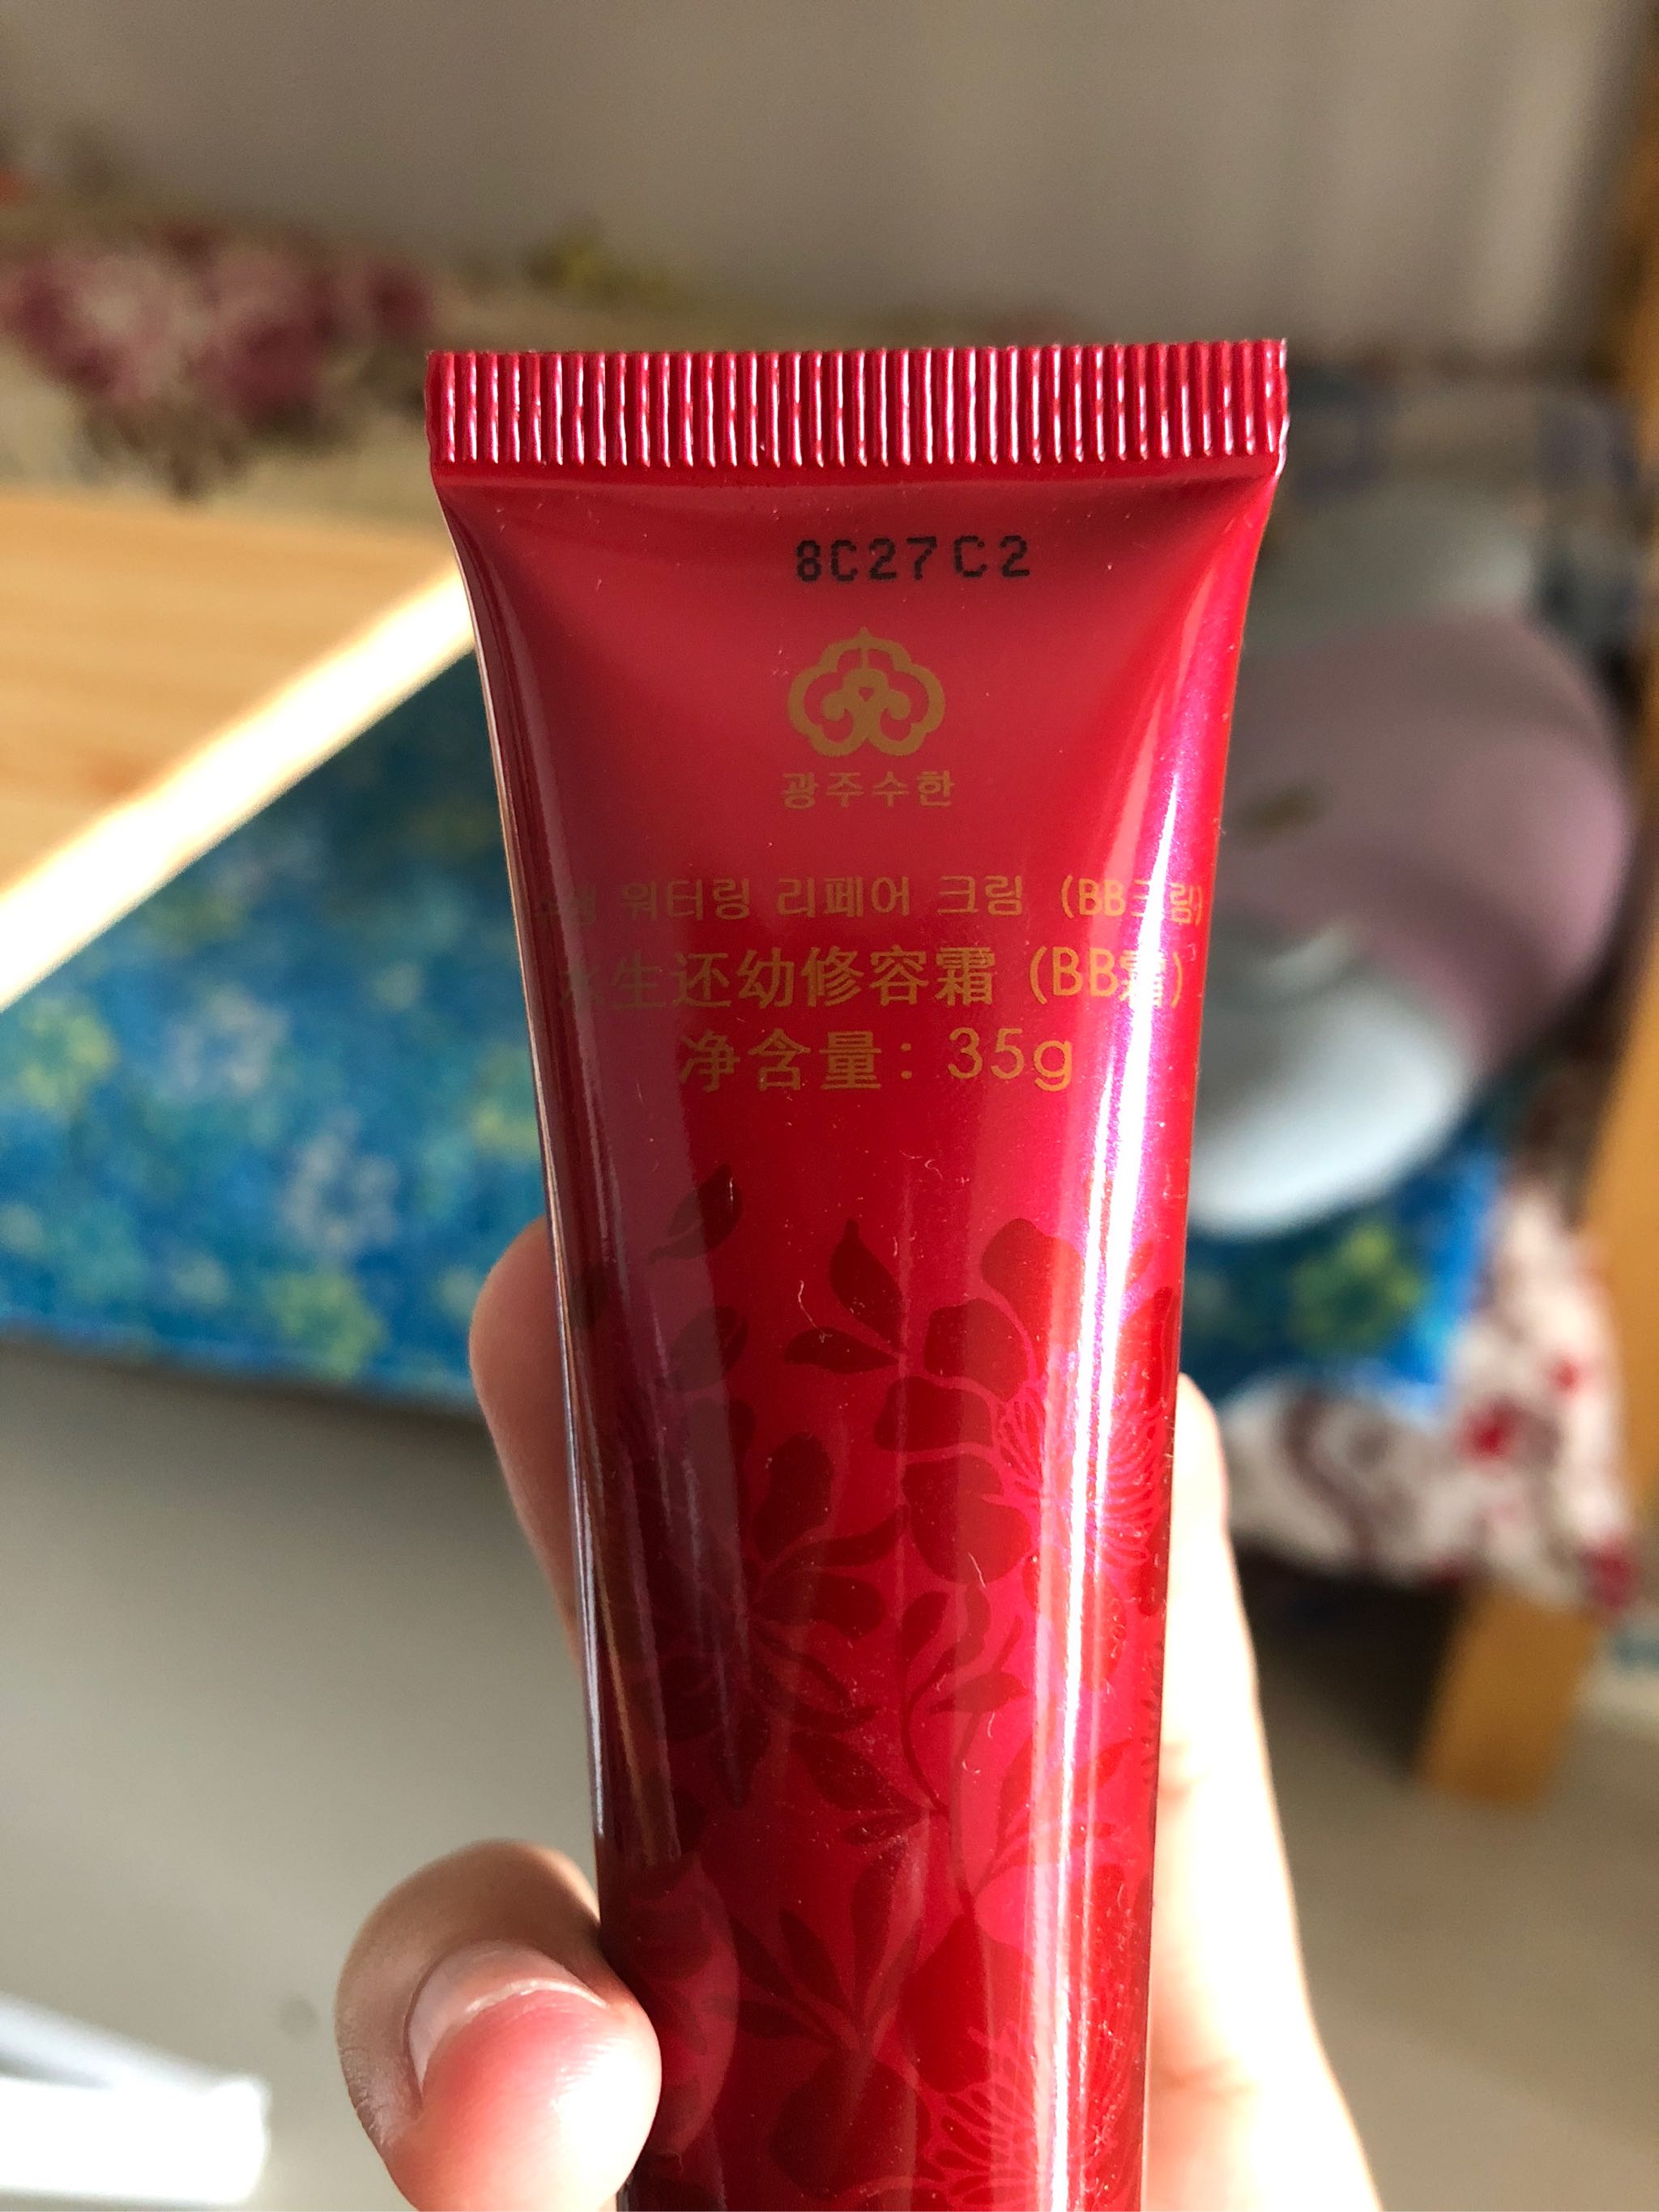 8C27C2
광주수한
워터링 리페어 크림 (BB크림)
水生还幼修容霜 (BB霜)
净含量: 35g